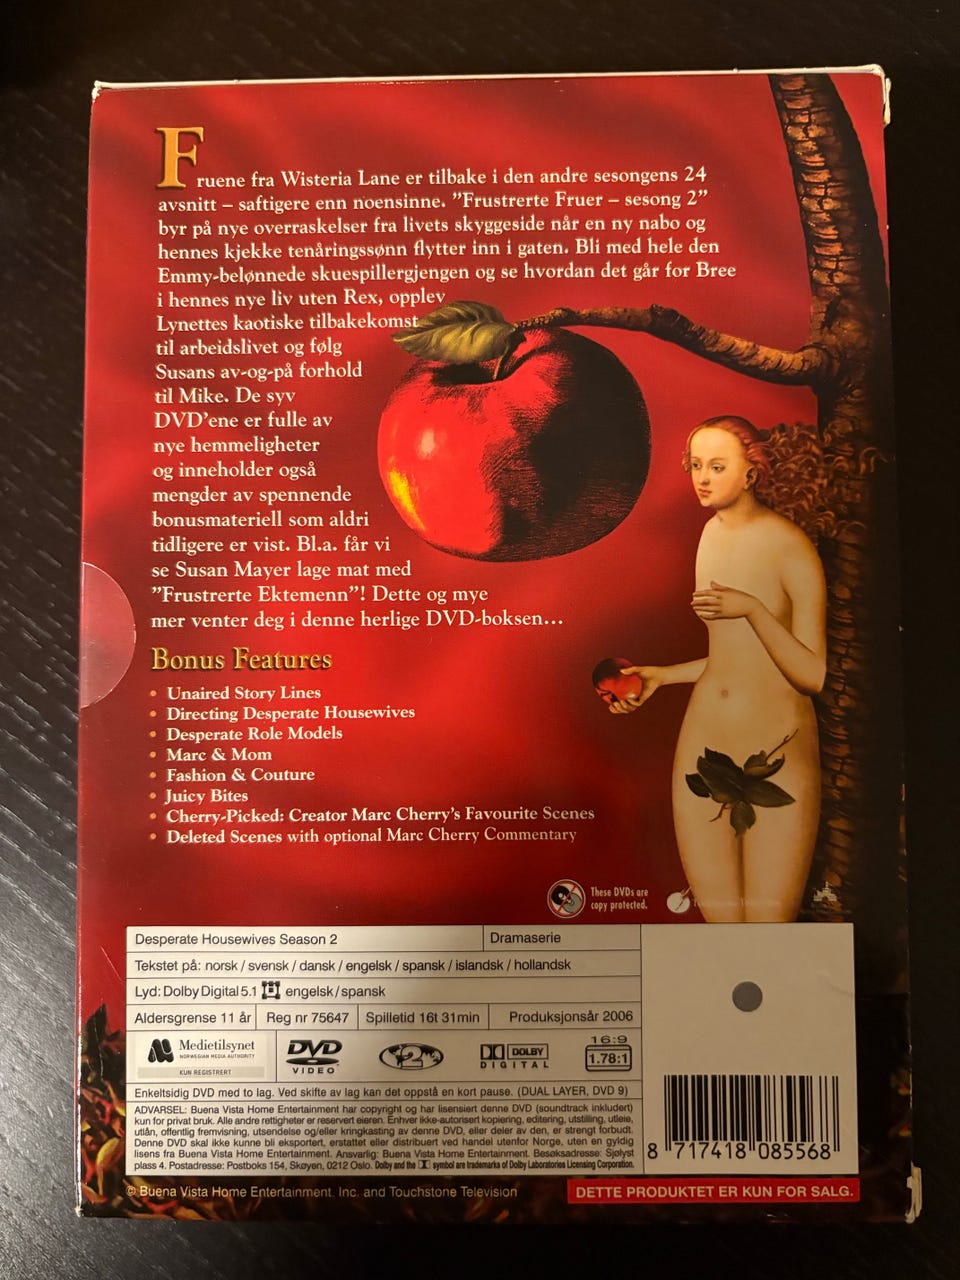 Fruene fra Wisteria Lane er tilbake i den andre sesongens 24
avsnitt – saftigere enn noensinne. ”Frustrerte Fruer – sesong 2”
byr på nye overraskelser fra livets skyggeside når en ny nabo og
hennes kjekke tenåringssønn flytter inn i gaten. Bli med hele den
Emmy-belønnede skuespillergjengen og se hvordan det går for Bree
i hennes nye liv uten Rex, opplev
Lynettes kaotiske tilbakekomst
til arbeidslivet og følg
Susans av-og-på forhold
til Mike. De syv
DVD’ene er fulle av
nye hemmeligheter
og inneholder også
mengder av spennende
bonusmateriell som aldri
tidligere er vist. Bl.a. får vi
se Susan Mayer lage mat med
”Frustrerte Ektemenn”! Dette og mye
mer venter deg i denne herlige DVD-boksen...
Bonus Features
• Unaired Story Lines
• Directing Desperate Housewives
• Desperate Role Models
• Marc & Mom
• Fashion & Couture
• Juicy Bites
• Cherry-Picked: Creator Marc Cherry’s Favourite Scenes
• Deleted Scenes with optional Marc Cherry Commentary
These DVDs are
copy protected.
Desperate Housewives Season 2
Dramaserie
Tekstet på: norsk / svensk / dansk / engelsk / spansk / islandsk / hollandsk
Lyd: Dolby Digital 5.1 engelsk/spansk
Aldersgrense 11 år
Reg nr 75647
Spilletid 16t 31min
Produksjonsår 2006
Medietilsynet
NORWEGIAN MEDIA AUTHORITY
KUN REGISTRERT
DVD
VIDEO
2
DOLBY
DIGITAL
16:9
1.78:1
Enkeltsidig DVD med to lag. Ved skifte av lag kan det oppstå en kort pause. (DUAL LAYER, DVD 9)
ADVARSEL: Buena Vista Home Entertainment har copyright og har lisensiert denne DVD (soundtrack inkludert)
kun for privat bruk. Alle andre rettigheter er reservert eieren. Enhver ikke-autorisert kopiering, editering, utstilling, utleie,
utlån, offentlig fremvisning, utsendelse og/eller kringkasting av denne DVD, eller deler av den, er strengt forbudt.
Denne DVD skal ikke kunne bli eksportert, erstattet eller distribuert ved handel utenfor Norge, uten en gyldig
lisens fra Buena Vista Home Entertainment. Ansvarlig: Buena Vista Home Entertainment. Besøksadresse: Sjølyst
plass 4. Postadresse: Postboks 154, Skøyen, 0212 Oslo. Dolby and the symbol are trademarks of Dolby Laboratories Licensing Corporation.
8 717418 085568
© Buena Vista Home Entertainment. Inc. and Touchstone Television
DETTE PRODUKTET ER KUN FOR SALG.